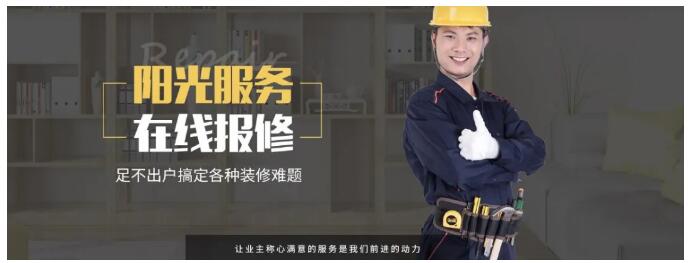 Repair
阳光服务
在线报修
足不出户搞定各种装修难题
让业主称心满意的服务是我们前进的动力